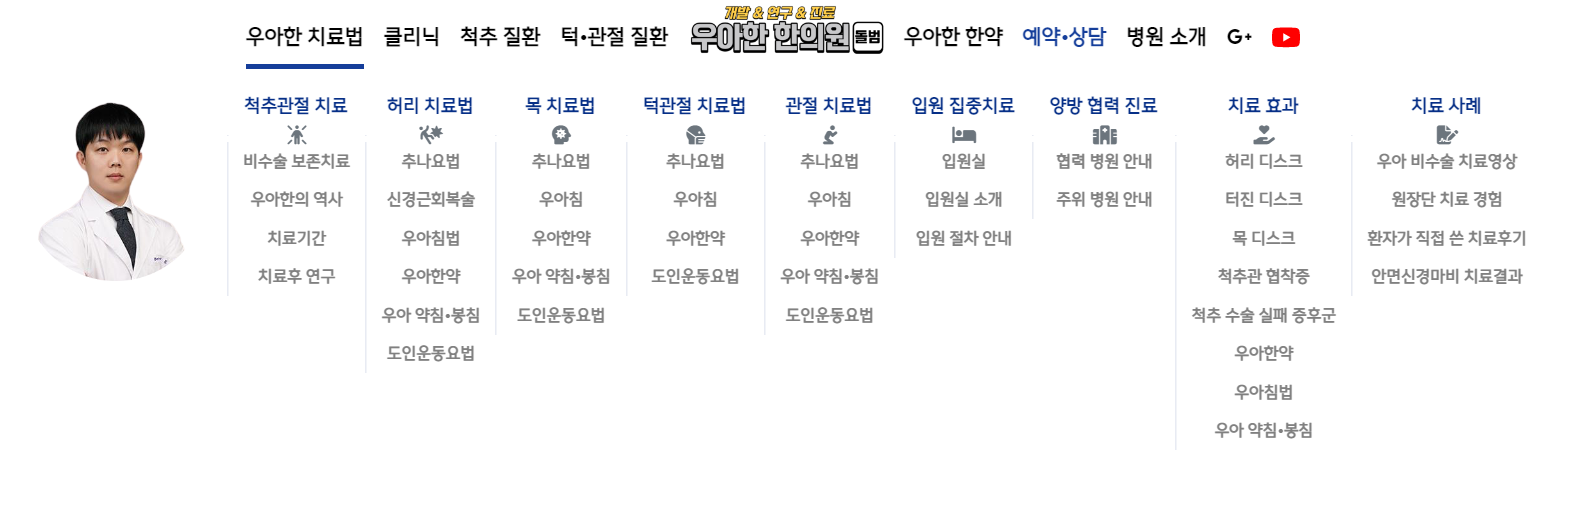 우아한 치료법 클리닉 척추 질환 턱•관절 질환 개발 & 연구 & 진료 우아한 한의원 돌범 우아한 한약 예약•상담 병원 소개 G+
척추관절 치료
비수술 보존치료
우아한의 역사
치료기간
치료후 연구
허리 치료법
추나요법
신경근회복술
우아침법
우아한약
우아 약침•봉침
도인운동요법
목 치료법
추나요법
우아침
우아한약
우아 약침•봉침
도인운동요법
턱관절 치료법
추나요법
우아침
우아한약
도인운동요법
관절 치료법
추나요법
우아침
우아한약
우아 약침•봉침
도인운동요법
입원 집중치료
입원실
입원실 소개
입원 절차 안내
양방 협력 진료
협력 병원 안내
주위 병원 안내
치료 효과
허리 디스크
터진 디스크
목 디스크
척추관 협착증
척추 수술 실패 증후군
우아한약
우아침법
우아 약침•봉침
치료 사례
우아 비수술 치료영상
원장단 치료 경험
환자가 직접 쓴 치료후기
안면신경마비 치료결과